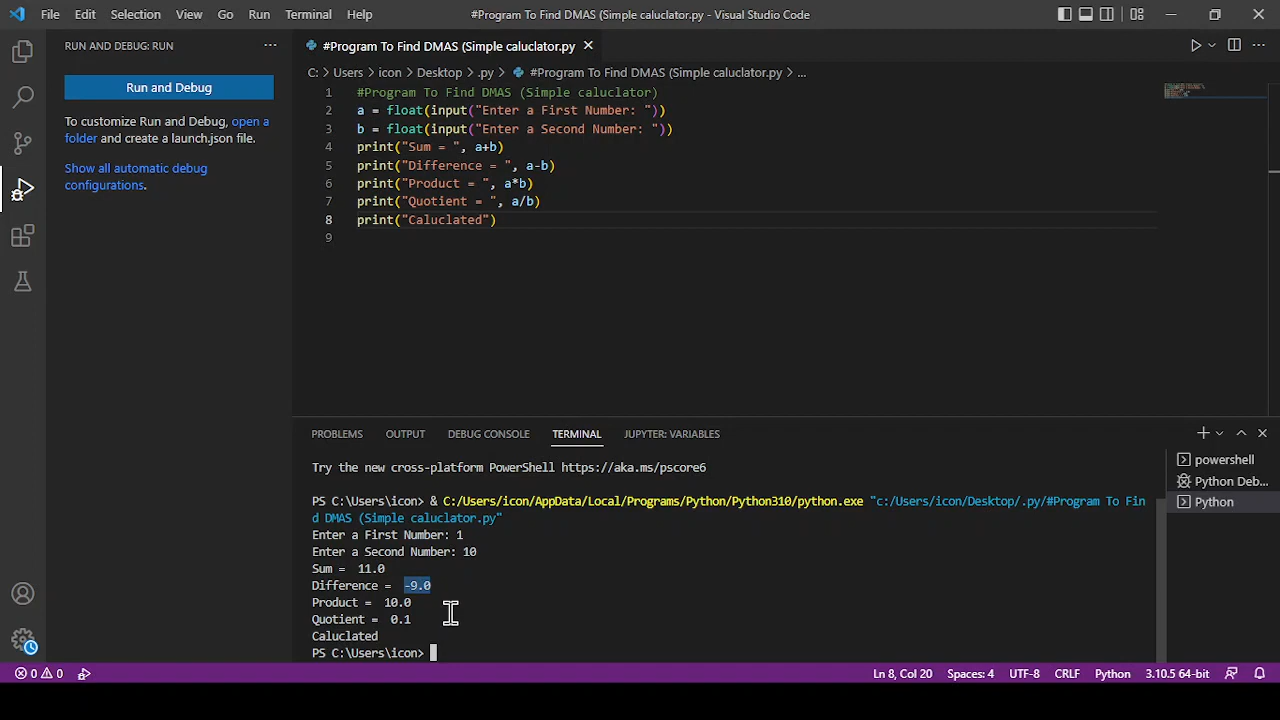 File Edit Selection View Go Run Terminal Help #Program To Find DMAS (Simple caluclator.py - Visual Studio Code
RUN AND DEBUG: RUN ...
Run and Debug
To customize Run and Debug, open a
folder and create a launch.json file.
Show all automatic debug
configurations.
#Program To Find DMAS (Simple caluclator.py
C: > Users > icon > Desktop > .py > #Program To Find DMAS (Simple caluclator.py > ...
1 #Program To Find DMAS (Simple caluclator)
2 a = float(input("Enter a First Number: "))
3 b = float(input("Enter a Second Number: "))
4 print("Sum = ", a+b)
5 print("Difference = ", a-b)
6 print("Product = ", a*b)
7 print("Quotient = ", a/b)
8 print("Caluclated")
9
PROBLEMS OUTPUT DEBUG CONSOLE TERMINAL JUPYTER: VARIABLES
Try the new cross-platform PowerShell https://aka.ms/pscore6
PS C:\Users\icon> & C:/Users/icon/AppData/Local/Programs/Python/Python310/python.exe "c:/Users/icon/Desktop/.py/#Program To Fin
d DMAS (Simple caluclator.py"
Enter a First Number: 1
Enter a Second Number: 10
Sum =  11.0
Difference =  -9.0
Product =  10.0
Quotient =  0.1
Caluclated
PS C:\Users\icon>
powershell
Python Deb...
Python
0 0 Ln 8, Col 20 Spaces: 4 UTF-8 CRLF Python 3.10.5 64-bit